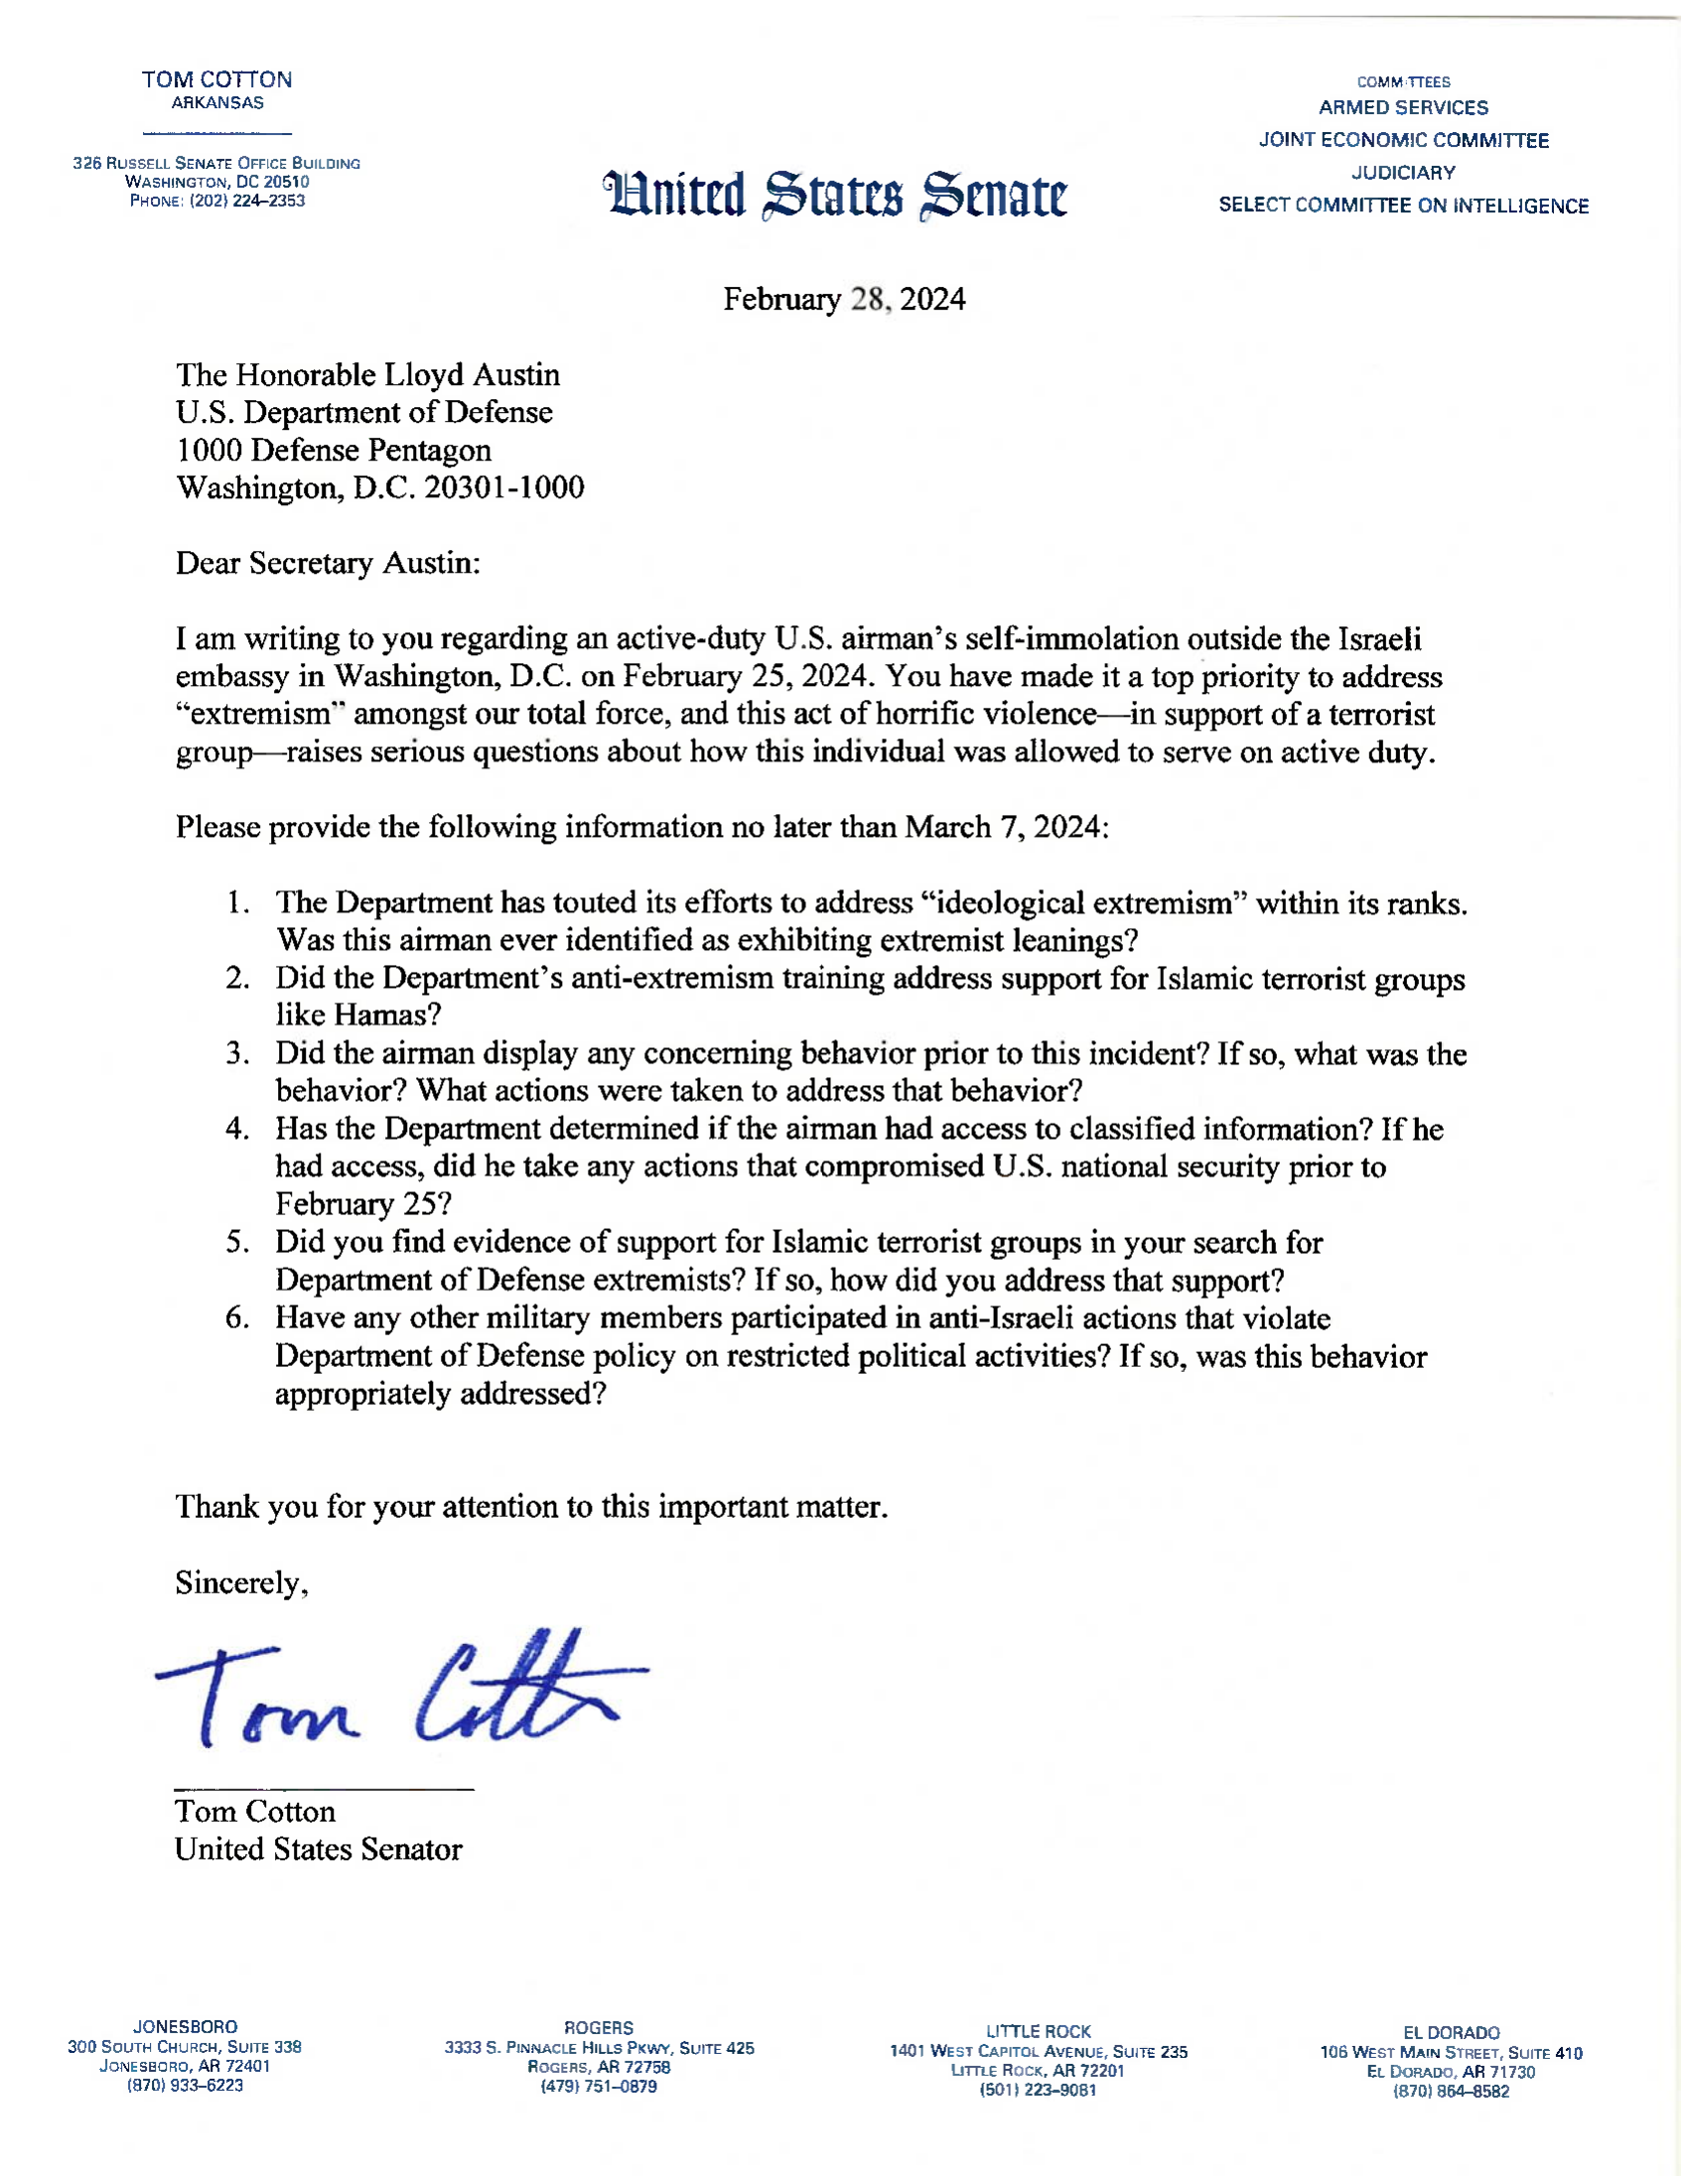 TOM COTTON
ARKANSAS
326 RUSSELL SENATE OFFICE BUILDING
WASHINGTON, DC 20510
PHONE: (202) 224–2353
United States Senate
COMMITTEES
ARMED SERVICES
JOINT ECONOMIC COMMITTEE
JUDICIARY
SELECT COMMITTEE ON INTELLIGENCE
February 28, 2024
The Honorable Lloyd Austin
U.S. Department of Defense
1000 Defense Pentagon
Washington, D.C. 20301-1000
Dear Secretary Austin:
I am writing to you regarding an active-duty U.S. airman’s self-immolation outside the Israeli
embassy in Washington, D.C. on February 25, 2024. You have made it a top priority to address
“extremism” amongst our total force, and this act of horrific violence—in support of a terrorist
group—raises serious questions about how this individual was allowed to serve on active duty.
Please provide the following information no later than March 7, 2024:
1. The Department has touted its efforts to address “ideological extremism” within its ranks.
Was this airman ever identified as exhibiting extremist leanings?
2. Did the Department’s anti-extremism training address support for Islamic terrorist groups
like Hamas?
3. Did the airman display any concerning behavior prior to this incident? If so, what was the
behavior? What actions were taken to address that behavior?
4. Has the Department determined if the airman had access to classified information? If he
had access, did he take any actions that compromised U.S. national security prior to
February 25?
5. Did you find evidence of support for Islamic terrorist groups in your search for
Department of Defense extremists? If so, how did you address that support?
6. Have any other military members participated in anti-Israeli actions that violate
Department of Defense policy on restricted political activities? If so, was this behavior
appropriately addressed?
Thank you for your attention to this important matter.
Sincerely,
Tom Cotton
Tom Cotton
United States Senator
JONESBORO
300 SOUTH CHURCH, SUITE 338
JONESBORO, AR 72401
(870) 933–6223
ROGERS
3333 S. PINNACLE HILLS PKWY, SUITE 425
ROGERS, AR 72758
(479) 751–0879
LITTLE ROCK
1401 WEST CAPITOL AVENUE, SUITE 235
LITTLE ROCK, AR 72201
(501) 223–9081
EL DORADO
106 WEST MAIN STREET, SUITE 410
EL DORADO, AR 71730
(870) 864–8582